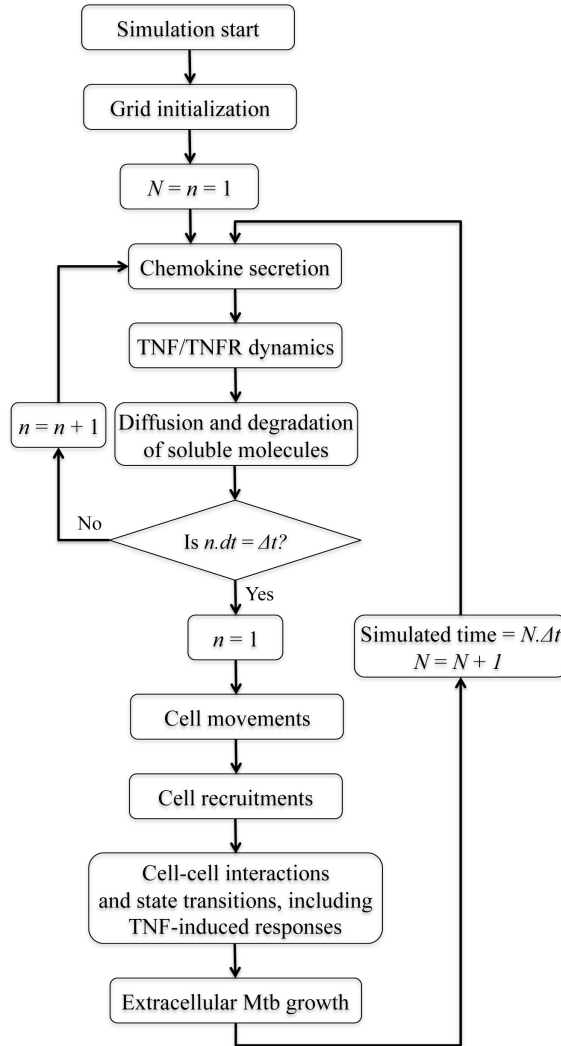 Simulation start
Grid initialization
N = n = 1
Chemokine secretion
TNF/TNFR dynamics
n = n + 1
Diffusion and degradation
of soluble molecules
No
Is n.dt = Δt?
Yes
n = 1
Simulated time = N.Δt
N = N + 1
Cell movements
Cell recruitments
Cell-cell interactions
and state transitions, including
TNF-induced responses
Extracellular Mtb growth